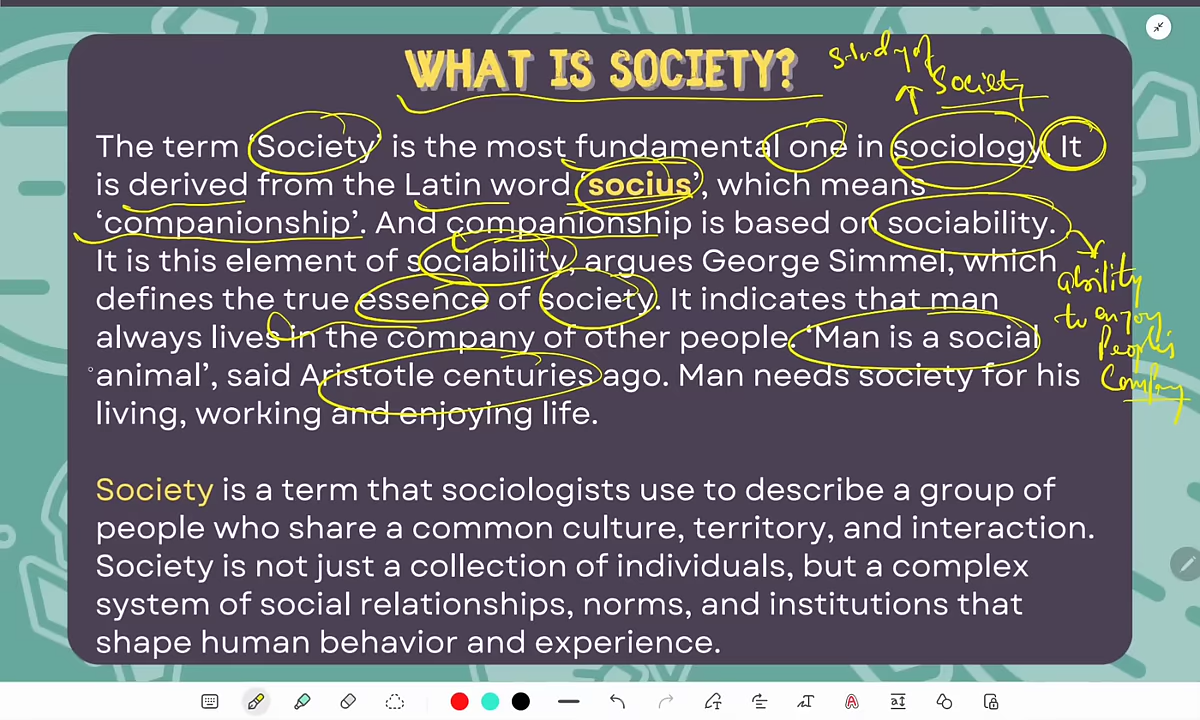 WHAT IS SOCIETY?
Study of
Society
The term ‘Society’ is the most fundamental one in sociology. It
is derived from the Latin word ‘socius’, which means
‘companionship’. And companionship is based on sociability.
It is this element of sociability, argues George Simmel, which
defines the true essence of society. It indicates that man
always lives in the company of other people. ‘Man is a social
animal’, said Aristotle centuries ago. Man needs society for his
living, working and enjoying life.
ability
to enjoy
People's
Company
Society is a term that sociologists use to describe a group of
people who share a common culture, territory, and interaction.
Society is not just a collection of individuals, but a complex
system of social relationships, norms, and institutions that
shape human behavior and experience.